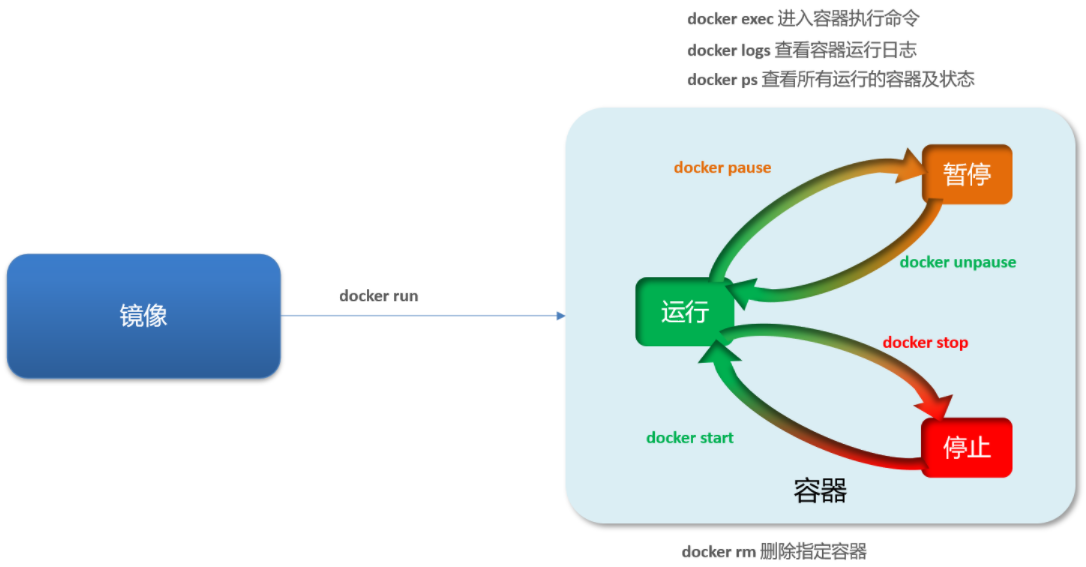 docker exec 进入容器执行命令
docker logs 查看容器运行日志
docker ps 查看所有运行的容器及状态
docker pause
暂停
docker unpause
镜像
docker run
运行
docker stop
docker start
停止
容器
docker rm 删除指定容器